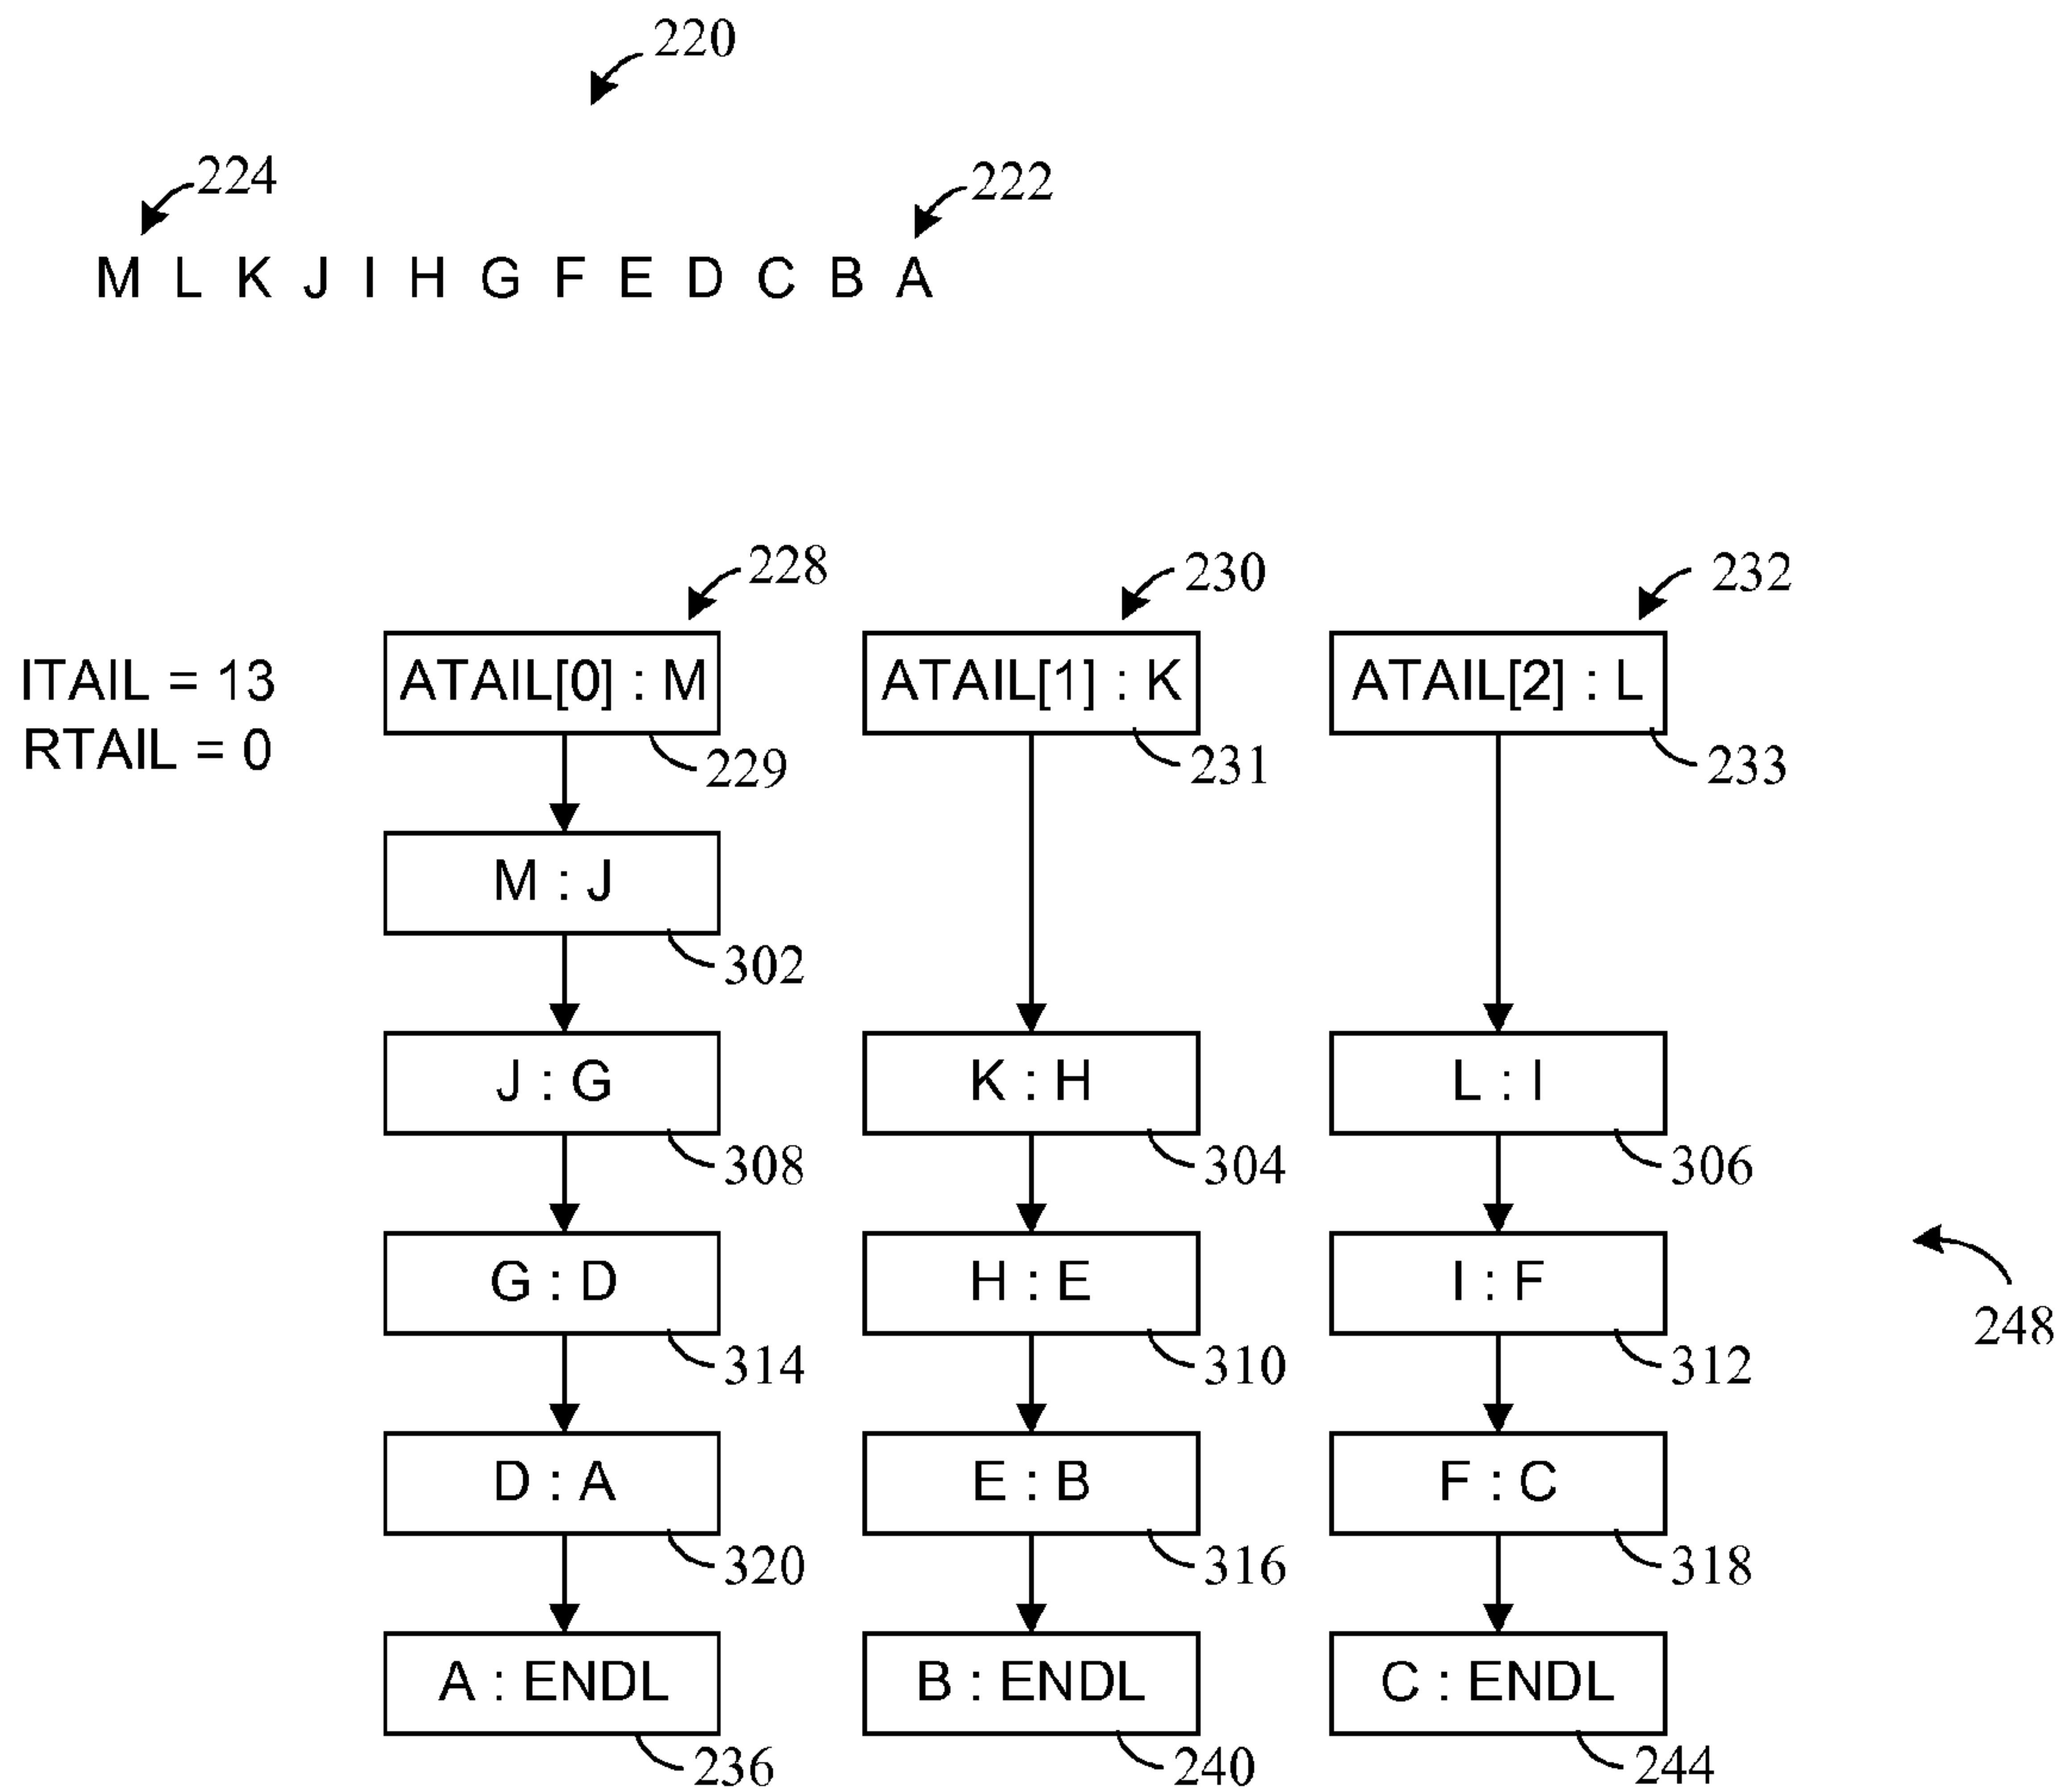 220
224
222
M L K J I H G F E D C B A
228
230
232
ITAIL = 13
RTAIL = 0
ATAIL[0] : M
ATAIL[1] : K
ATAIL[2] : L
229
231
233
M : J
302
J : G
K : H
L : I
308
304
306
G : D
H : E
I : F
248
314
310
312
D : A
E : B
F : C
320
316
318
A : ENDL
B : ENDL
C : ENDL
236
240
244